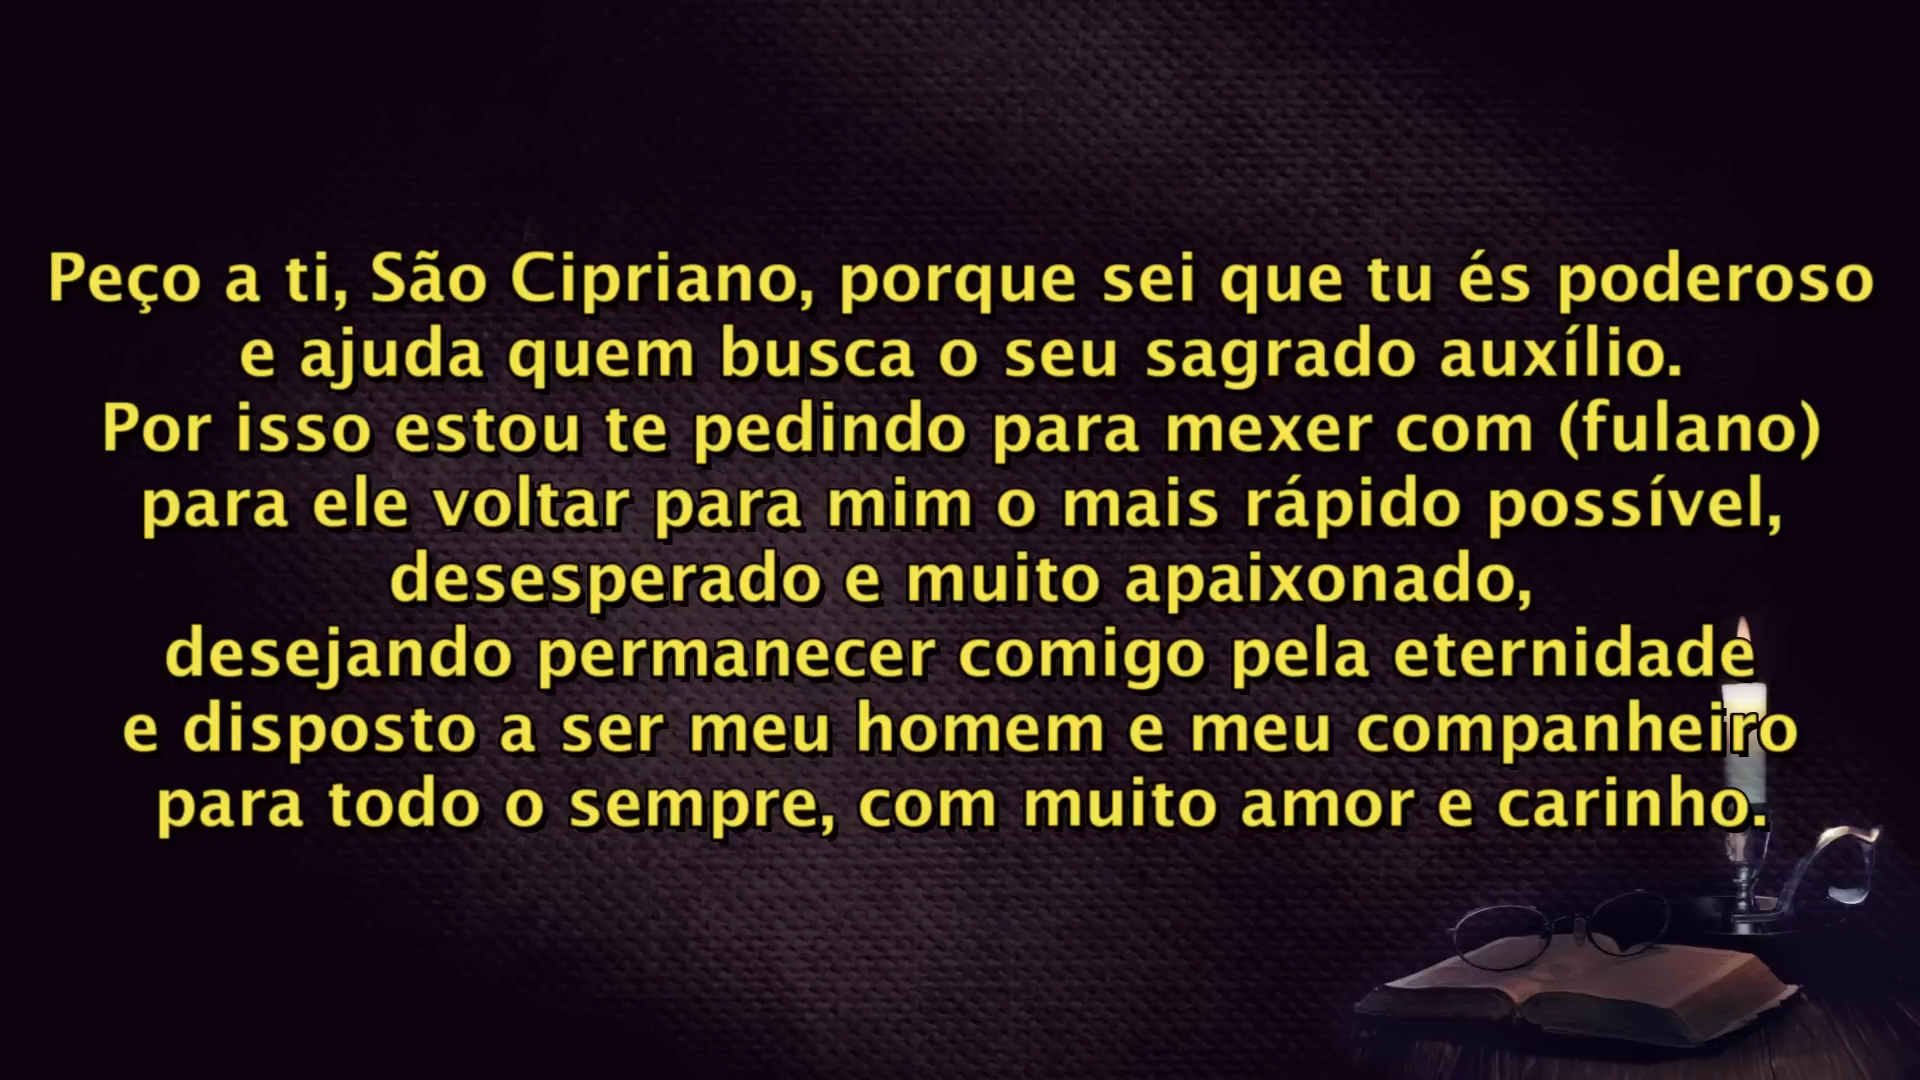 Peço a ti, São Cipriano, porque sei que tu és poderoso
e ajuda quem busca o seu sagrado auxílio.
Por isso estou te pedindo para mexer com (fulano)
para ele voltar para mim o mais rápido possível,
desesperado e muito apaixonado,
desejando permanecer comigo pela eternidade
e disposto a ser meu homem e meu companheiro
para todo o sempre, com muito amor e carinho.